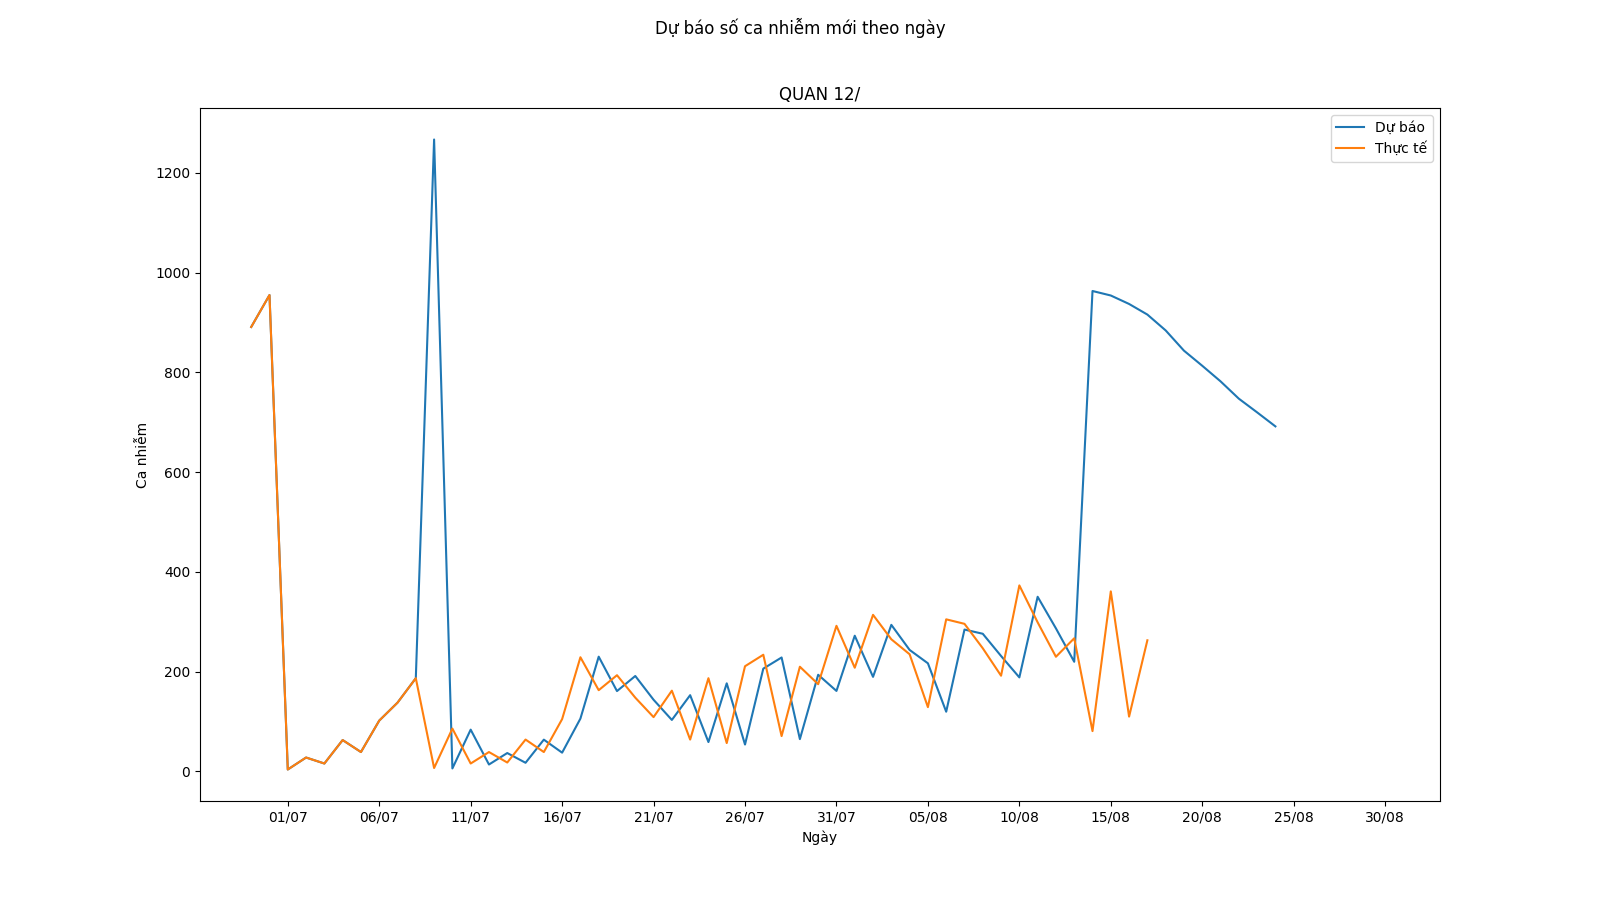 Dự báo số ca nhiễm mới theo ngày
QUAN 12/
Dự báo
Thực tế
1200
1000
800
600
400
200
0
Ca nhiễm
01/07 06/07 11/07 16/07 21/07 26/07 31/07 05/08 10/08 15/08 20/08 25/08 30/08
Ngày